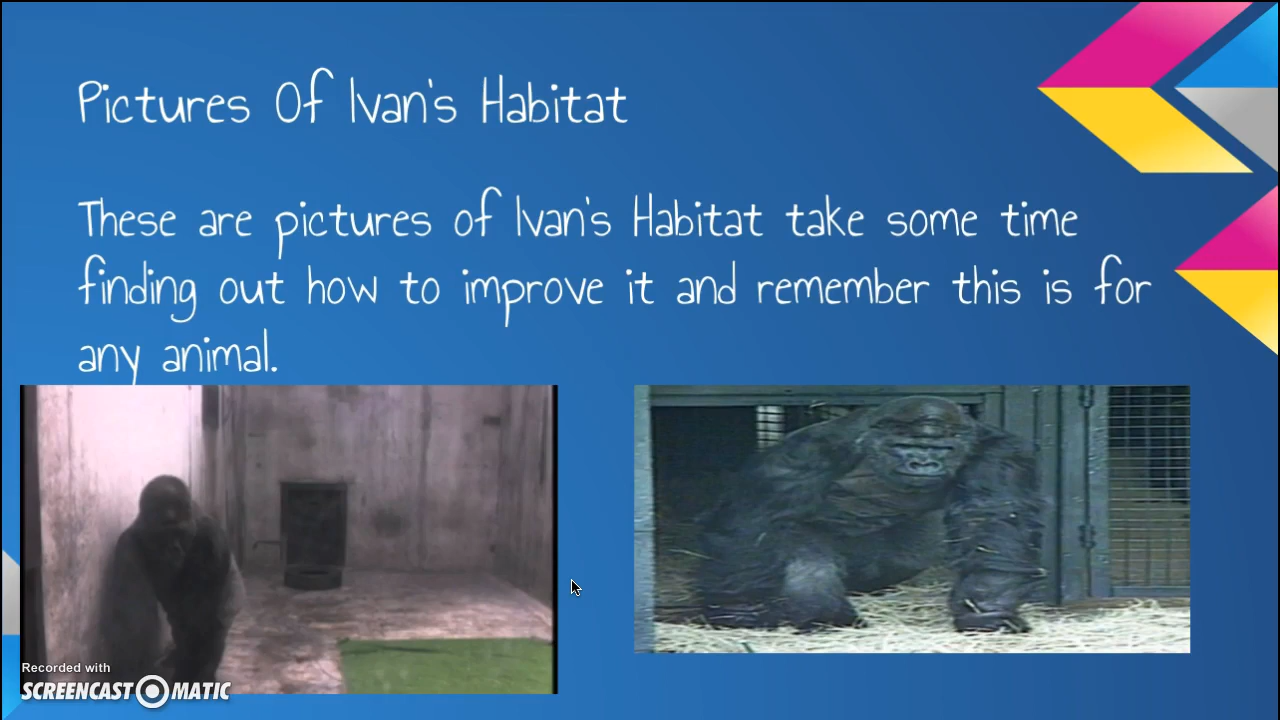 Pictures Of Ivan's Habitat
These are pictures of Ivan's Habitat take some time
finding out how to improve it and remember this is for
any animal.
Recorded with
SCREENCAST O MATIC